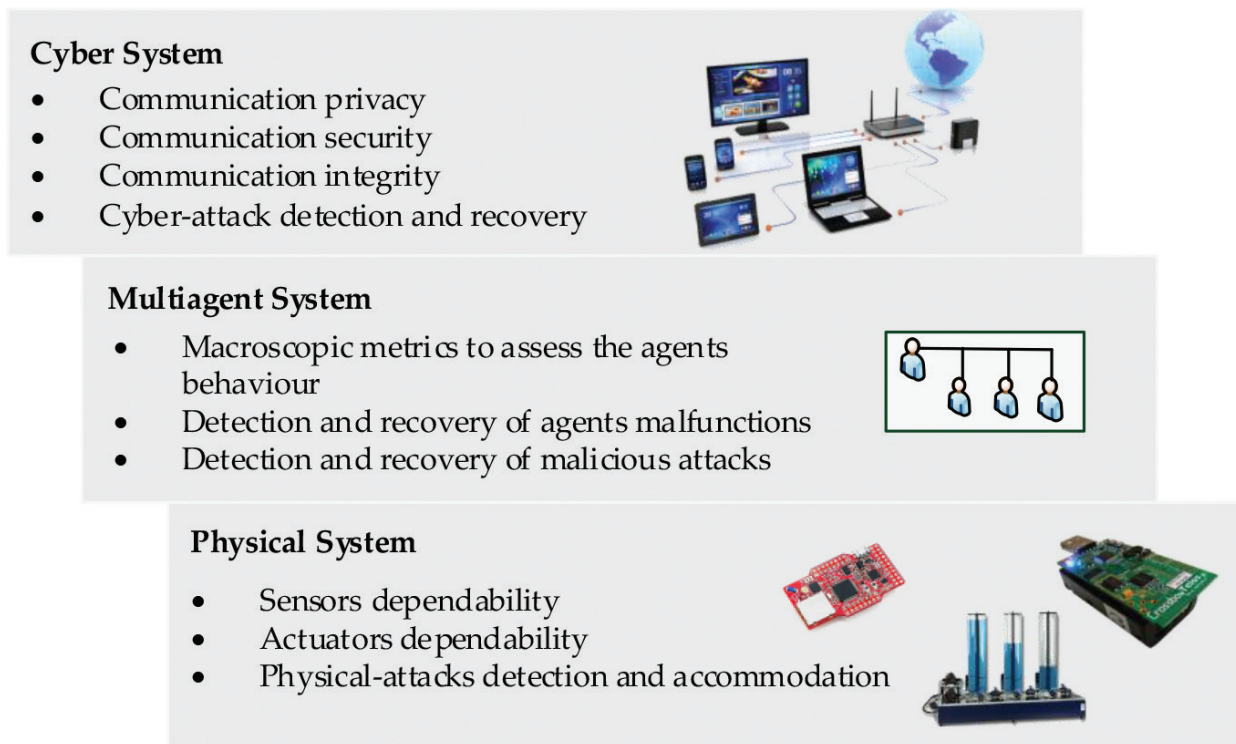 Cyber System
• Communication privacy
• Communication security
• Communication integrity
• Cyber-attack detection and recovery
08:35
Multiagent System
• Macroscopic metrics to assess the agents
behaviour
• Detection and recovery of agents malfunctions
• Detection and recovery of malicious attacks
Physical System
• Sensors dependability
• Actuators dependability
• Physical-attacks detection and accommodation